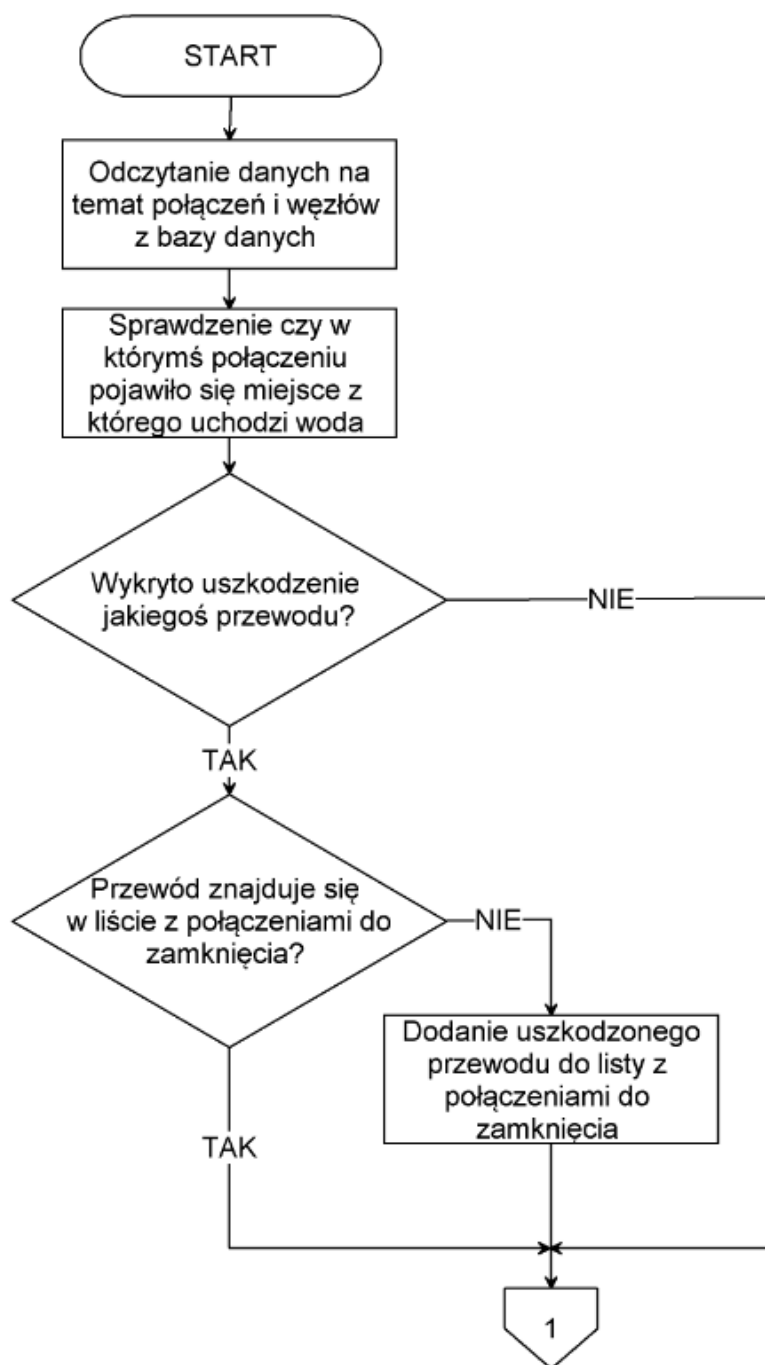 START
Odczytanie danych na
temat połączeń i węzłów
z bazy danych
Sprawdzenie czy w
którymś połączeniu
pojawiło się miejsce z
którego uchodzi woda
Wykryto uszkodzenie
jakiegoś przewodu?
NIE
TAK
Przewód znajduje się
w liście z połączeniami do
zamknięcia?
NIE
Dodanie uszkodzonego
przewodu do listy z
połączeniami do
zamknięcia
TAK
1